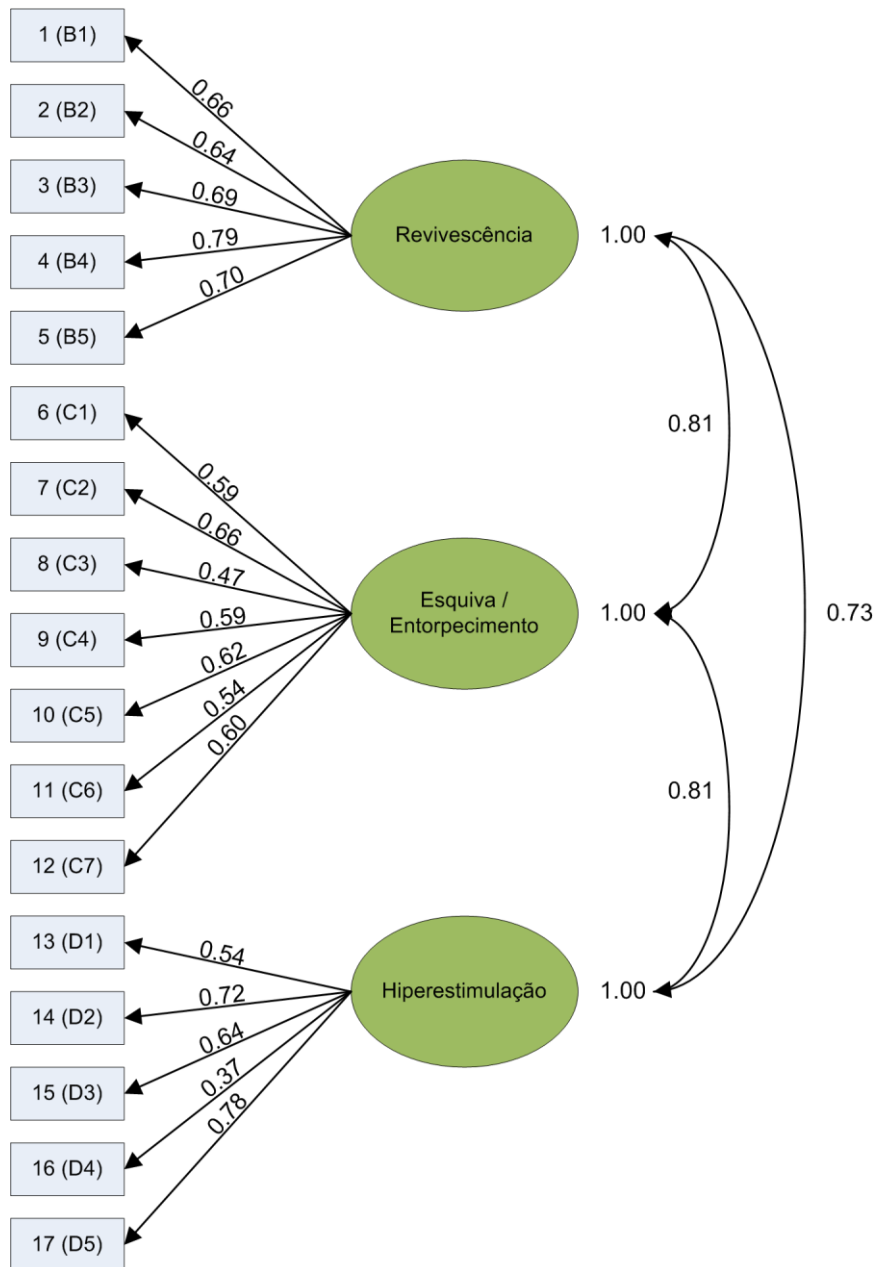 1 (B1)
2 (B2)
3 (B3)
4 (B4)
5 (B5)
0.66
0.64
0.69
0.79
0.70
Revivescência
1.00
6 (C1)
7 (C2)
8 (C3)
9 (C4)
10 (C5)
11 (C6)
12 (C7)
0.59
0.66
0.47
0.59
0.62
0.54
0.60
Esquiva /
Entorpecimento
1.00
13 (D1)
14 (D2)
15 (D3)
16 (D4)
17 (D5)
0.54
0.72
0.64
0.37
0.78
Hiperestimulação
1.00
0.81
0.81
0.73